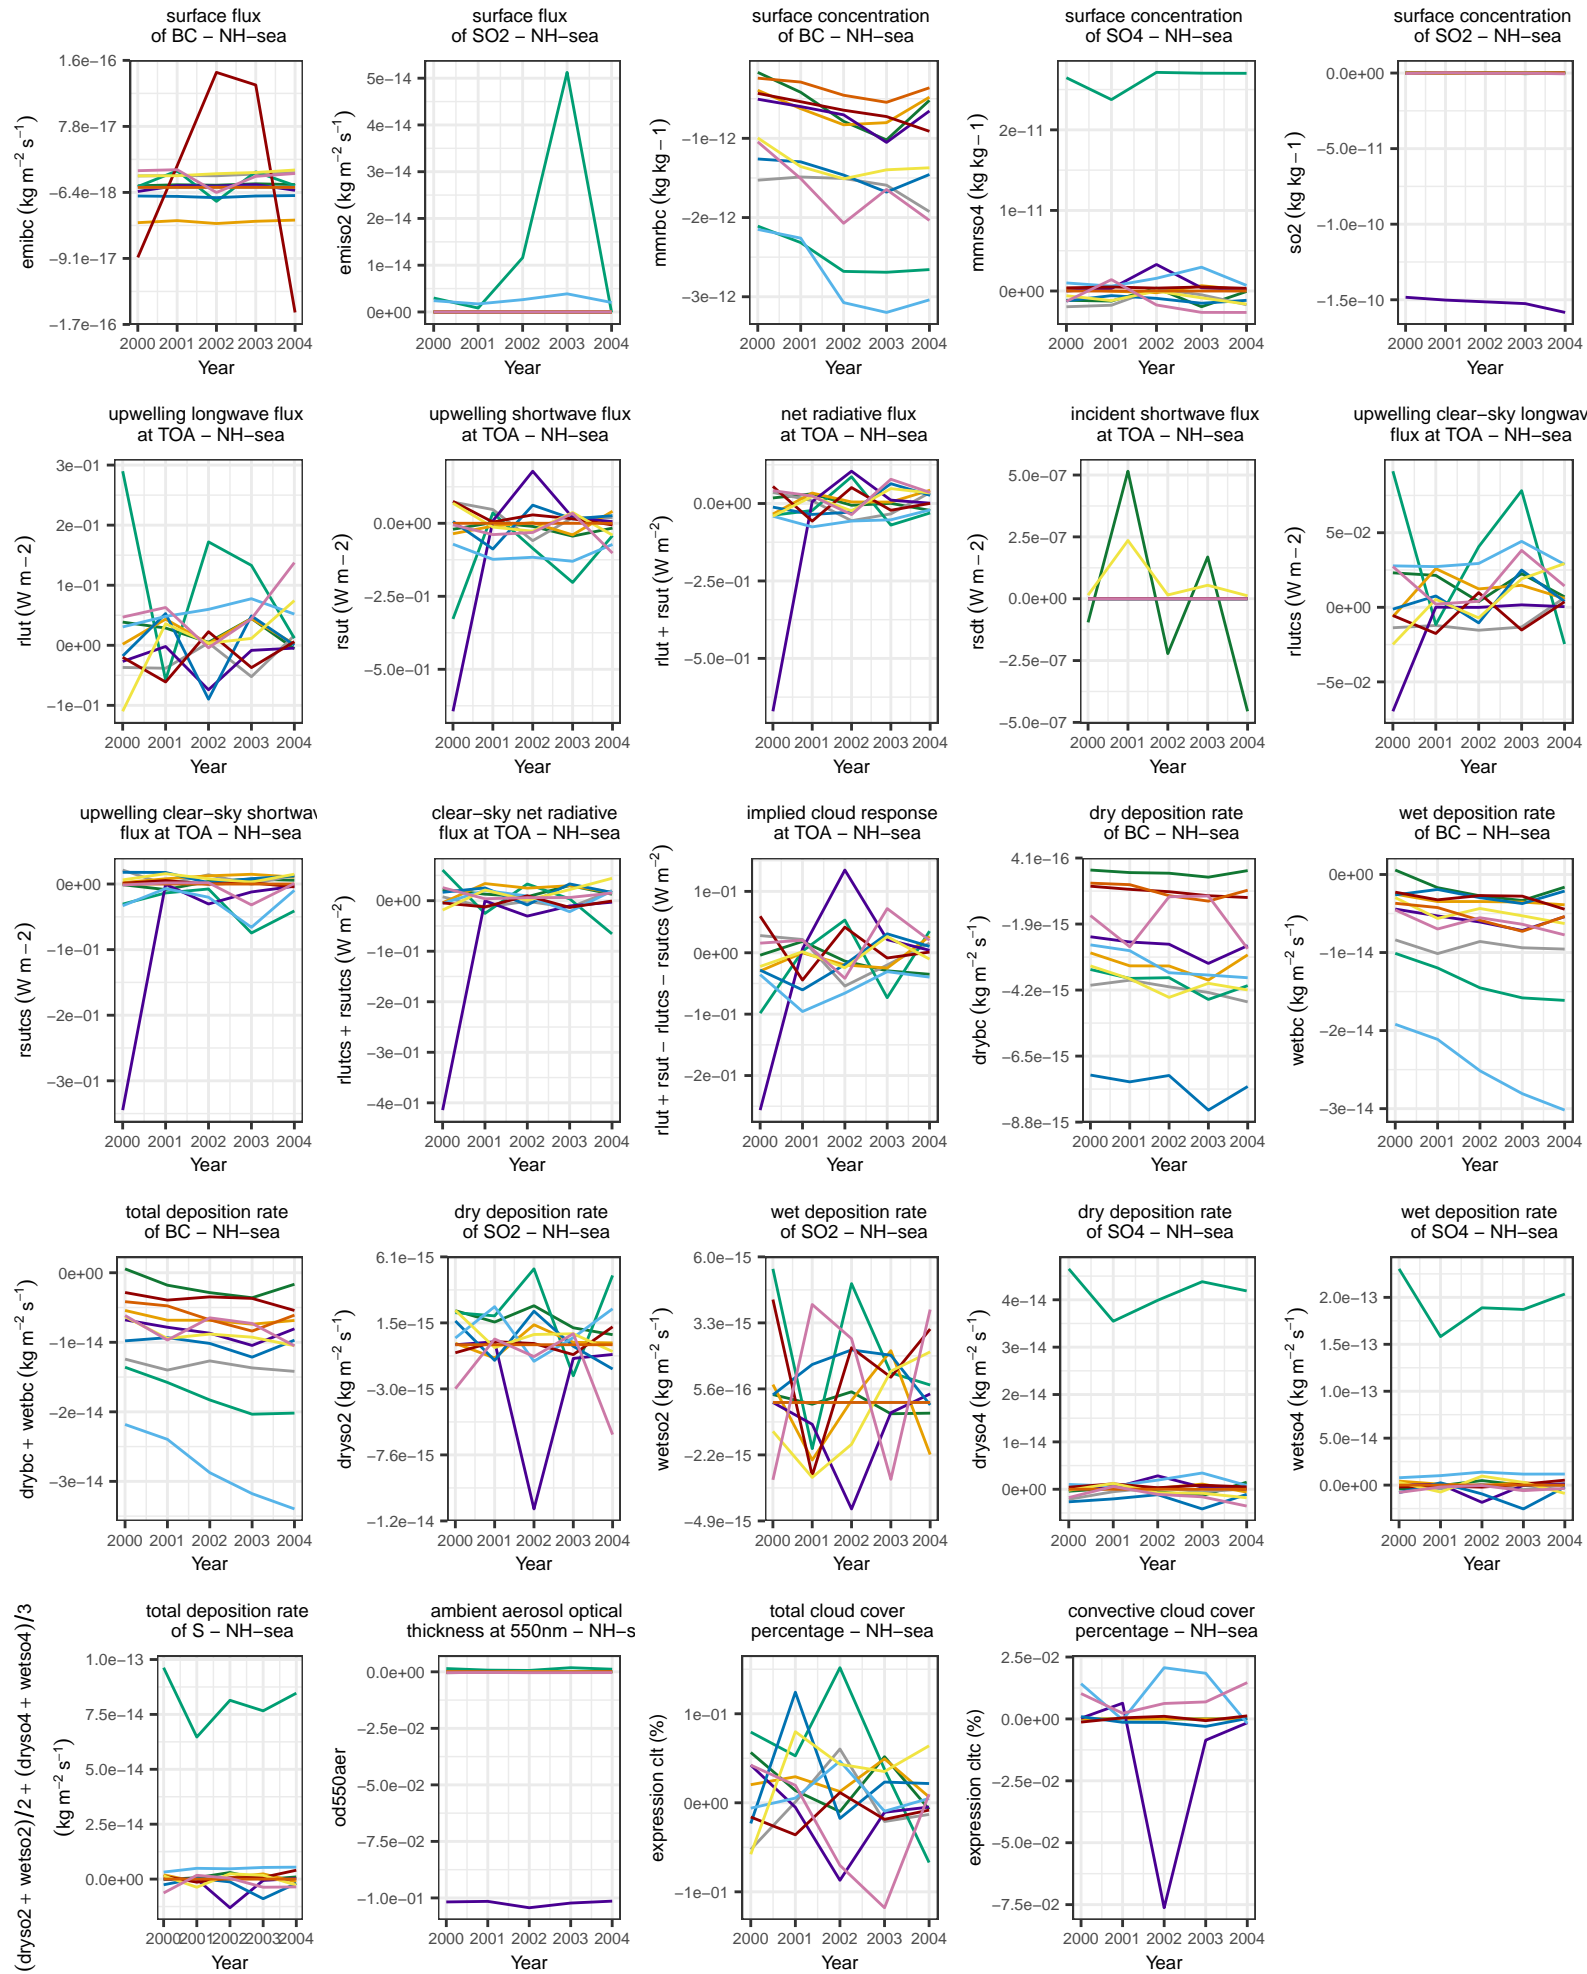 surface flux
of BC − NH−sea
1.6e−16
7.8e−17
−6.4e−18
−9.1e−17
−1.7e−16
emibc (kg m−2 s−1)
2000 2001 2002 2003 2004
Year
surface flux
of SO2 − NH−sea
5e−14
4e−14
3e−14
2e−14
1e−14
0e+00
emiso2 (kg m−2 s−1)
2000 2001 2002 2003 2004
Year
surface concentration
of BC − NH−sea
−1e−12
−2e−12
−3e−12
mmrbc (kg kg − 1)
2000 2001 2002 2003 2004
Year
surface concentration
of SO4 − NH−sea
2e−11
1e−11
0e+00
mmrso4 (kg kg − 1)
2000 2001 2002 2003 2004
Year
surface concentration
of SO2 − NH−sea
0.0e+00
−5.0e−11
−1.0e−10
−1.5e−10
so2 (kg kg − 1)
2000 2001 2002 2003 2004
Year
upwelling longwave flux
at TOA − NH−sea
3e−01
2e−01
1e−01
0e+00
−1e−01
rlut (W m − 2)
2000 2001 2002 2003 2004
Year
upwelling shortwave flux
at TOA − NH−sea
0.0e+00
−2.5e−01
−5.0e−01
rsut (W m − 2)
2000 2001 2002 2003 2004
Year
net radiative flux
at TOA − NH−sea
0.0e+00
−2.5e−01
−5.0e−01
rlut + rsut (W m−2)
2000 2001 2002 2003 2004
Year
incident shortwave flux
at TOA − NH−sea
5.0e−07
2.5e−07
0.0e+00
−2.5e−07
−5.0e−07
rsdt (W m − 2)
2000 2001 2002 2003 2004
Year
upwelling clear−sky longwav
flux at TOA − NH−sea
5e−02
0e+00
−5e−02
rlutcs (W m − 2)
2000 2001 2002 2003 2004
Year
upwelling clear−sky shortwav
flux at TOA − NH−sea
0e+00
−1e−01
−2e−01
−3e−01
rsutcs (W m − 2)
2000 2001 2002 2003 2004
Year
clear−sky net radiative
flux at TOA − NH−sea
0e+00
−1e−01
−2e−01
−3e−01
−4e−01
rlutcs + rsutcs (W m−2)
2000 2001 2002 2003 2004
Year
implied cloud response
at TOA − NH−sea
1e−01
0e+00
−1e−01
−2e−01
rlut + rsut − rlutcs − rsutcs (W m−2)
2000 2001 2002 2003 2004
Year
dry deposition rate
of BC − NH−sea
4.1e−16
−1.9e−15
−4.2e−15
−6.5e−15
−8.8e−15
drybc (kg m−2 s−1)
2000 2001 2002 2003 2004
Year
wet deposition rate
of BC − NH−sea
0e+00
−1e−14
−2e−14
−3e−14
wetbc (kg m−2 s−1)
2000 2001 2002 2003 2004
Year
total deposition rate
of BC − NH−sea
0e+00
−1e−14
−2e−14
−3e−14
drybc + wetbc (kg m−2 s−1)
2000 2001 2002 2003 2004
Year
dry deposition rate
of SO2 − NH−sea
6.1e−15
1.5e−15
−3.0e−15
−7.6e−15
−1.2e−14
dryso2 (kg m−2 s−1)
2000 2001 2002 2003 2004
Year
wet deposition rate
of SO2 − NH−sea
6.0e−15
3.3e−15
5.6e−16
−2.2e−15
−4.9e−15
wetso2 (kg m−2 s−1)
2000 2001 2002 2003 2004
Year
dry deposition rate
of SO4 − NH−sea
4e−14
3e−14
2e−14
1e−14
0e+00
dryso4 (kg m−2 s−1)
2000 2001 2002 2003 2004
Year
wet deposition rate
of SO4 − NH−sea
2.0e−13
1.5e−13
1.0e−13
5.0e−14
0.0e+00
wetso4 (kg m−2 s−1)
2000 2001 2002 2003 2004
Year
total deposition rate
of S − NH−sea
1.0e−13
7.5e−14
5.0e−14
2.5e−14
0.0e+00
(dryso2 + wetso2)/2 + (dryso4 + wetso4)/3
(kg m−2 s−1)
2000 2001 2002 2003 2004
Year
ambient aerosol optical
thickness at 550nm − NH−s
0.0e+00
−2.5e−02
−5.0e−02
−7.5e−02
−1.0e−01
od550aer
2000 2001 2002 2003 2004
Year
total cloud cover
percentage − NH−sea
1e−01
0e+00
−1e−01
expression clt (%)
2000 2001 2002 2003 2004
Year
convective cloud cover
percentage − NH−sea
2.5e−02
0.0e+00
−2.5e−02
−5.0e−02
−7.5e−02
expression cltc (%)
2000 2001 2002 2003 2004
Year